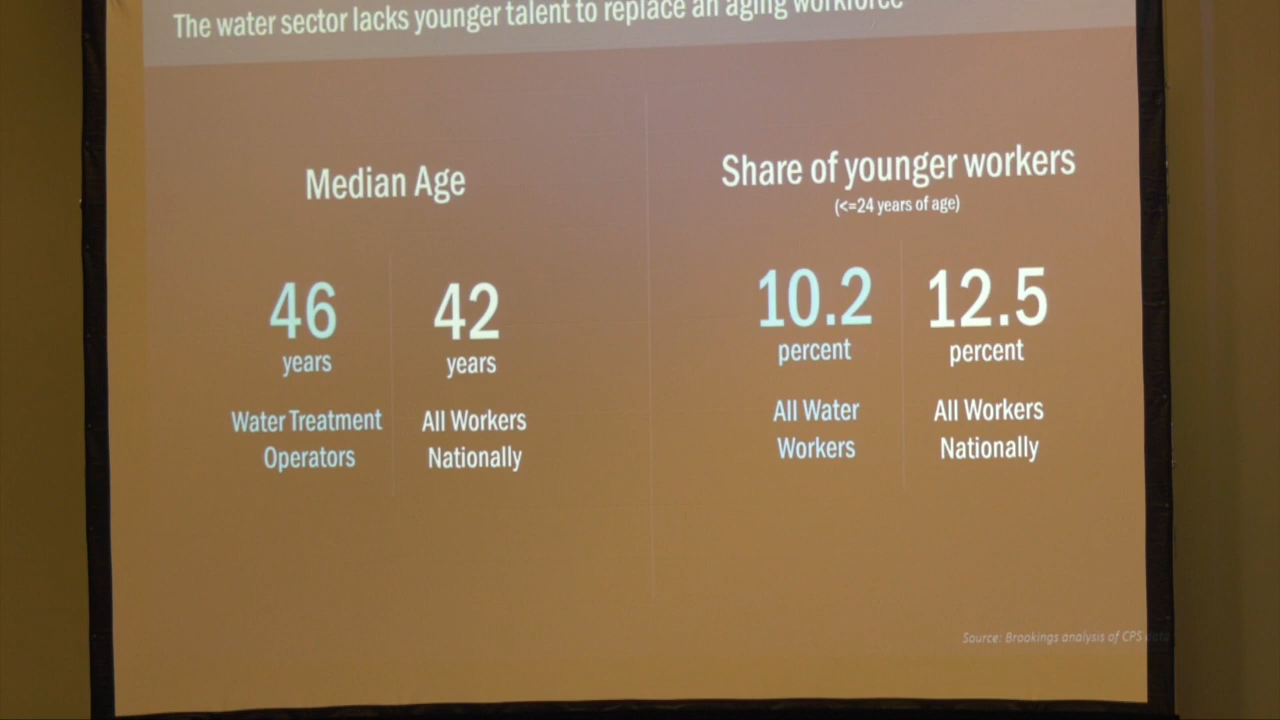 The water sector lacks younger talent to replace an aging workforce
Median Age
Share of younger workers
(<=24 years of age)
46
years
Water Treatment
Operators
42
years
All Workers
Nationally
10.2
percent
All Water
Workers
12.5
percent
All Workers
Nationally
Source: Brookings analysis of CPS data